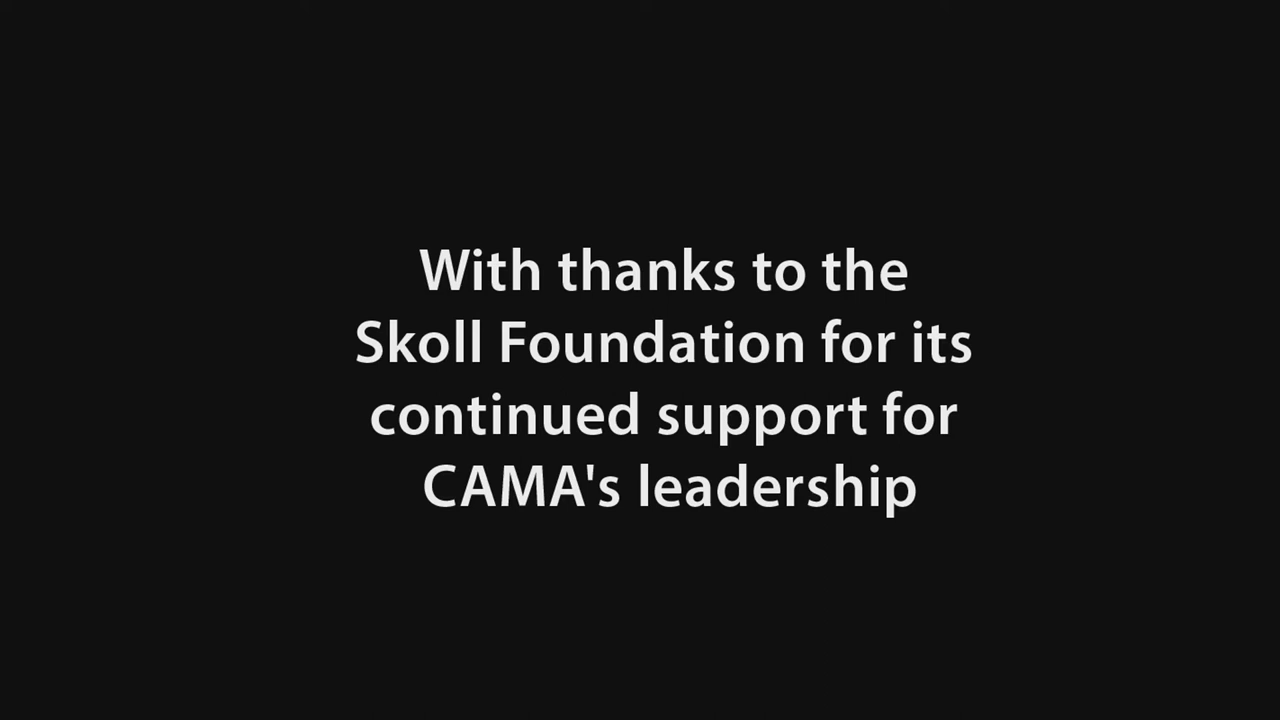 With thanks to the
Skoll Foundation for its
continued support for
CAMA's leadership